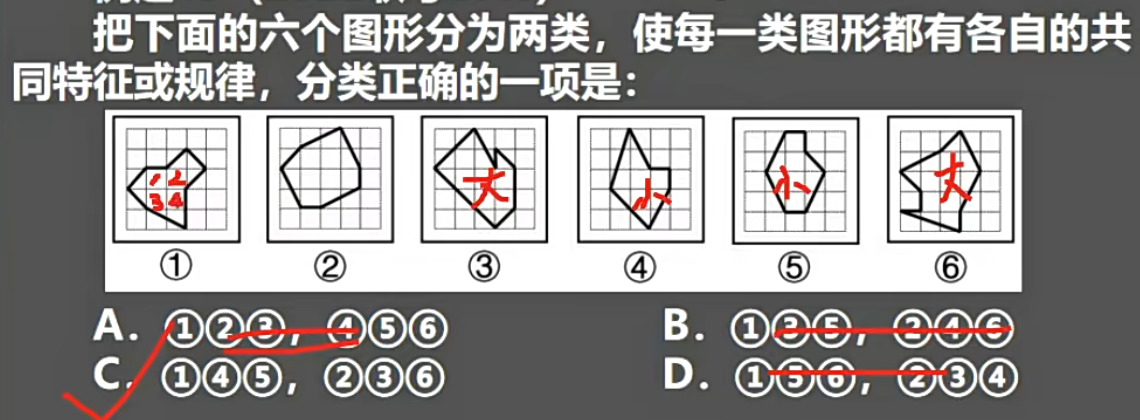 把下面的六个图形分为两类，使每一类图形都有各自的共
同特征或规律，分类正确的一项是：
1 2
3 4
大
小
小
大
① ② ③ ④ ⑤ ⑥
A. ①②③，④⑤⑥ B. ①③⑤，②④⑥
C. ①④⑤，②③⑥ D. ①⑤⑥，②③④